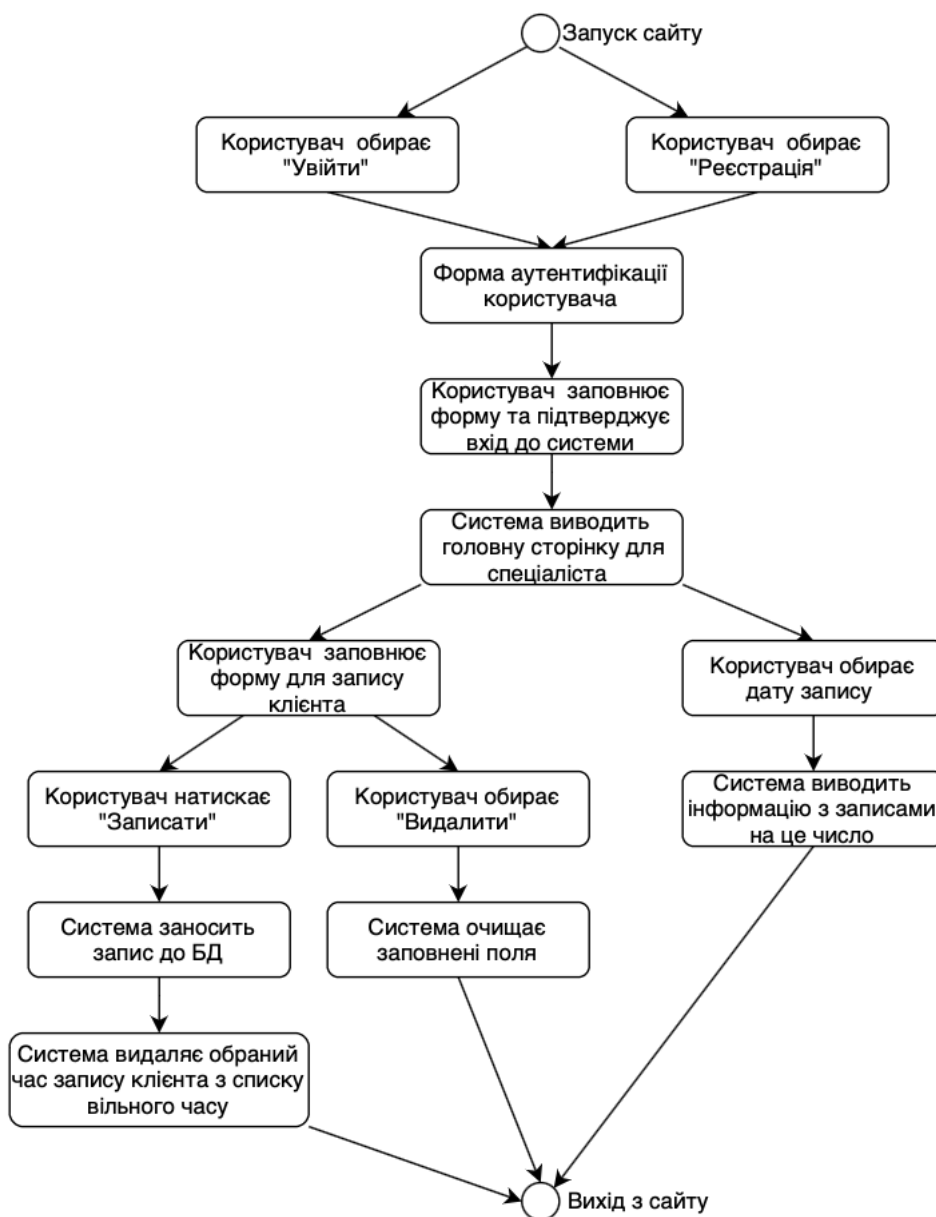 Запуск сайту
Користувач обирає
"Увійти"
Користувач обирає
"Реєстрація"
Форма аутентифікації
користувача
Користувач заповнює
форму та підтверджує
вхід до системи
Система виводить
головну сторінку для
спеціаліста
Користувач заповнює
форму для запису
клієнта
Користувач обирає
дату запису
Користувач натискає
"Записати"
Користувач обирає
"Видалити"
Система виводить
інформацію з записами
на це число
Система заносить
запис до БД
Система очищає
заповнені поля
Система видаляє обраний
час запису клієнта з списку
вільного часу
Вихід з сайту